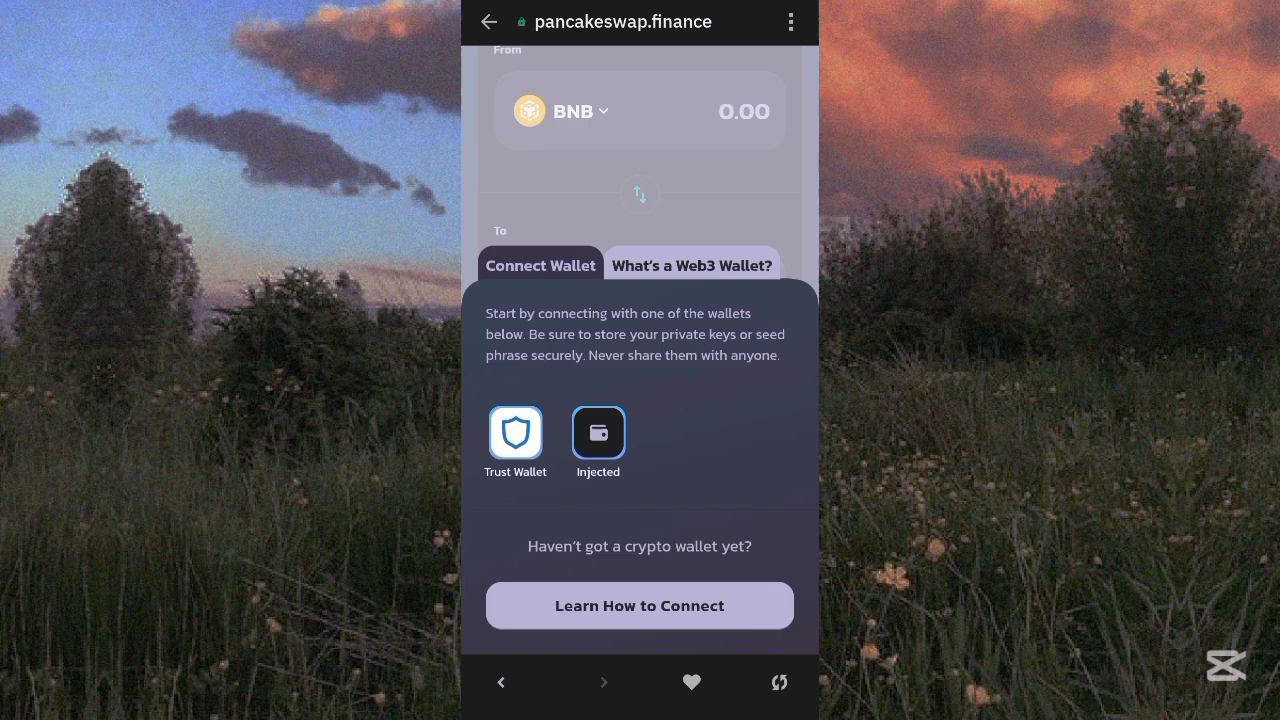 pancakeswap.finance
From
BNB
0.00
To
Connect Wallet
What's a Web3 Wallet?
Start by connecting with one of the wallets
below. Be sure to store your private keys or seed
phrase securely. Never share them with anyone.
Trust Wallet
Injected
Haven't got a crypto wallet yet?
Learn How to Connect